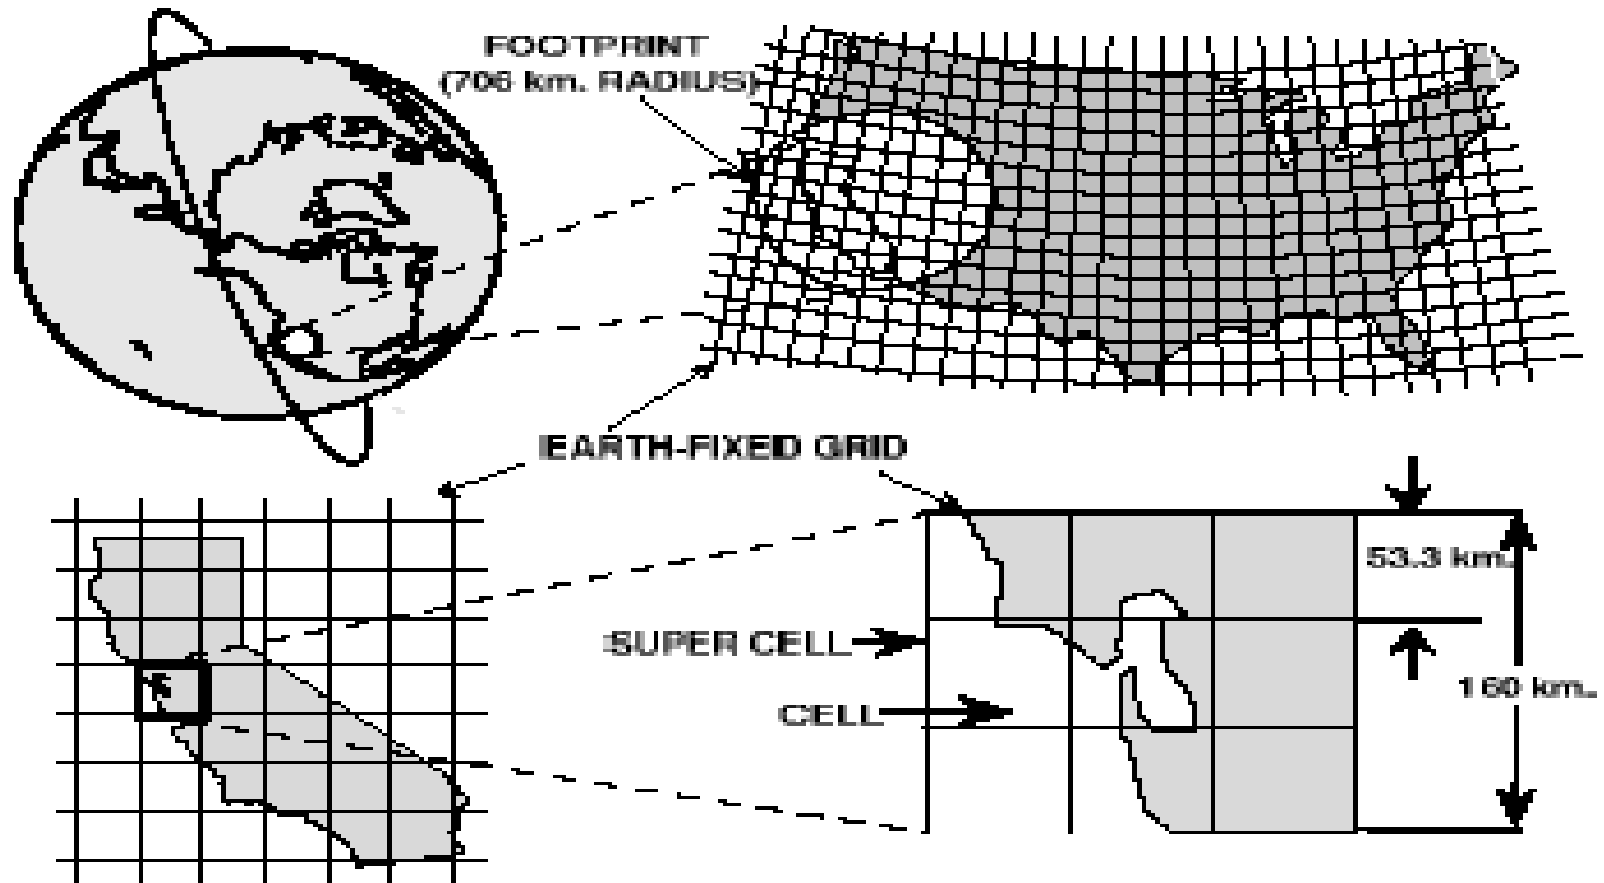 FOOTPRINT
(706 km. RADIUS)
EARTH-FIXED GRID
53.3 km.
SUPER CELL
160 km.
CELL